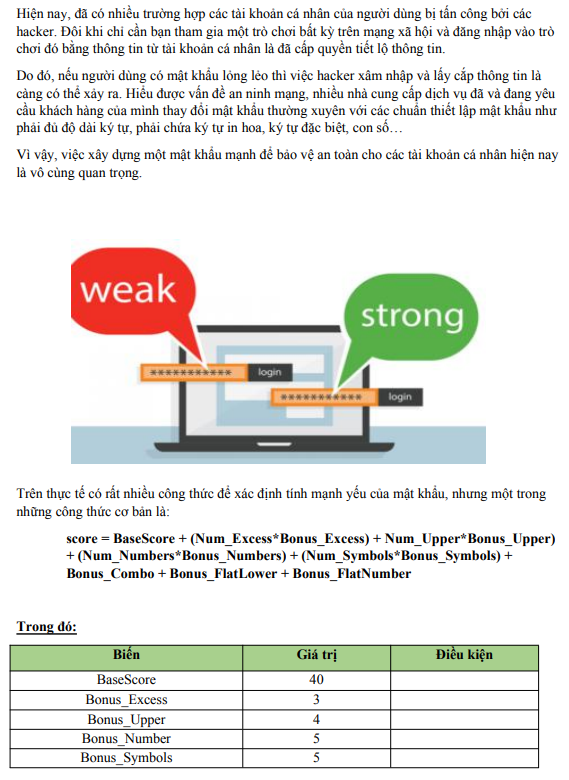 Hiện nay, đã có nhiều trường hợp các tài khoản cá nhân của người dùng bị tấn công bởi các
hacker. Đôi khi chỉ cần bạn tham gia một trò chơi bất kỳ trên mạng xã hội và đăng nhập vào trò
chơi đó bằng thông tin từ tài khoản cá nhân là đã cấp quyền tiết lộ thông tin.
Do đó, nếu người dùng có mật khẩu lỏng lẻo thì việc hacker xâm nhập và lấy cắp thông tin là
càng có thể xảy ra. Hiểu được vấn đề an ninh mạng, nhiều nhà cung cấp dịch vụ đã và đang yêu
cầu khách hàng của mình thay đổi mật khẩu thường xuyên với các chuẩn thiết lập mật khẩu như
phải đủ độ dài ký tự, phải chứa ký tự in hoa, ký tự đặc biệt, con số…
Vì vậy, việc xây dựng một mật khẩu mạnh để bảo vệ an toàn cho các tài khoản cá nhân hiện nay
là vô cùng quan trọng.
weak
strong
*********** login
*********** login
Trên thực tế có rất nhiều công thức để xác định tính mạnh yếu của mật khẩu, nhưng một trong
những công thức cơ bản là:
score = BaseScore + (Num_Excess*Bonus_Excess) + Num_Upper*Bonus_Upper)
+ (Num_Numbers*Bonus_Numbers) + (Num_Symbols*Bonus_Symbols) +
Bonus_Combo + Bonus_FlatLower + Bonus_FlatNumber
Trong đó:
Biến Giá trị Điều kiện
BaseScore 40
Bonus_Excess 3
Bonus_Upper 4
Bonus_Number 5
Bonus_Symbols 5